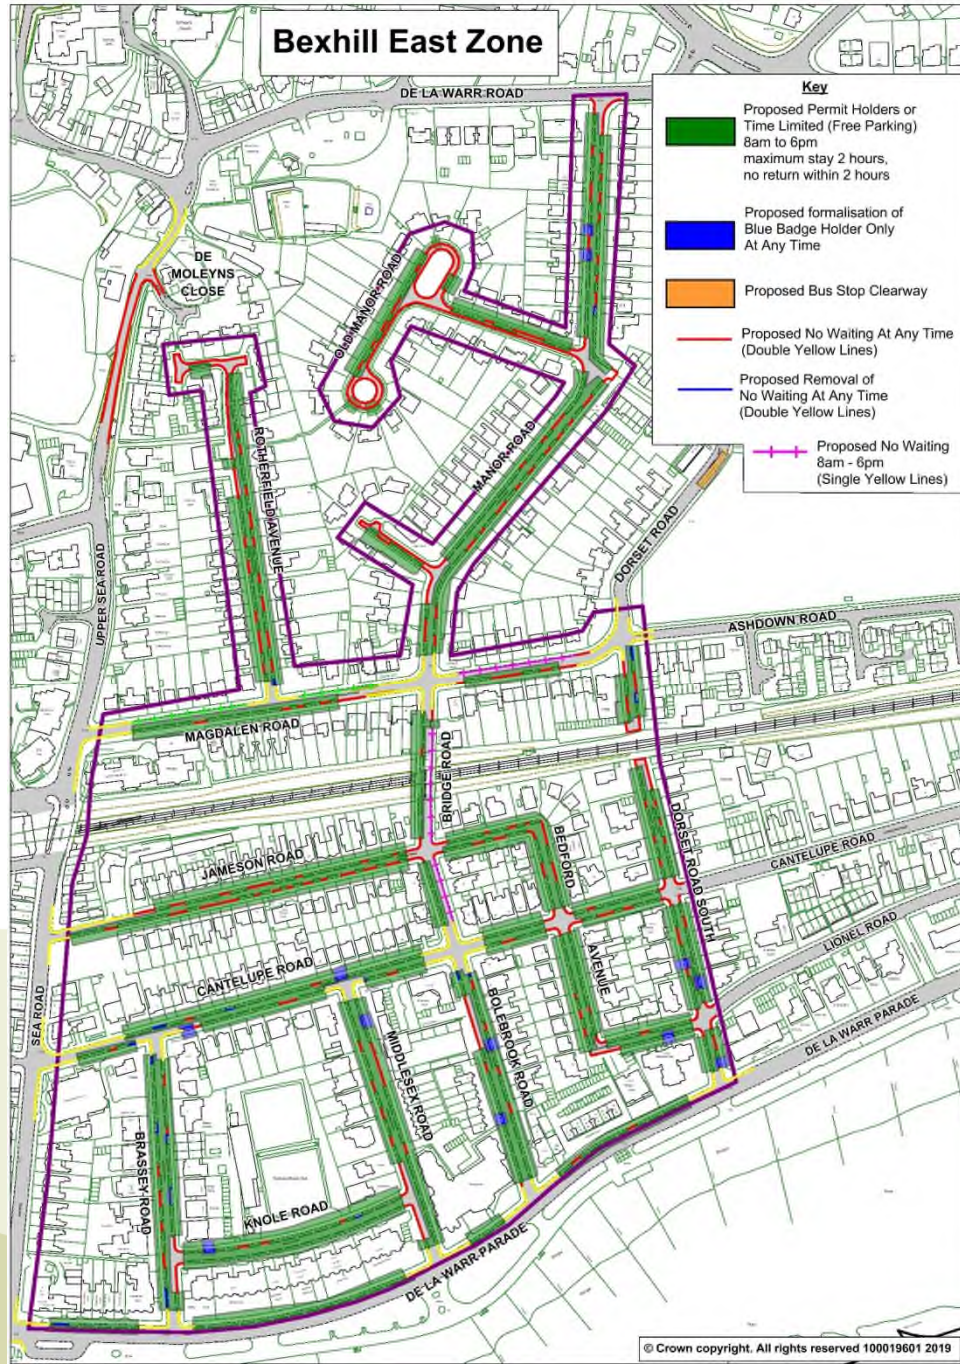 Bexhill East Zone
DE LA WARR ROAD
Key
Proposed Permit Holders or
Time Limited (Free Parking)
8am to 6pm
maximum stay 2 hours,
no return within 2 hours
Proposed formalisation of
Blue Badge Holder Only
At Any Time
Proposed Bus Stop Clearway
Proposed No Waiting At Any Time
(Double Yellow Lines)
Proposed Removal of
No Waiting At Any Time
(Double Yellow Lines)
Proposed No Waiting
8am - 6pm
(Single Yellow Lines)
DE
MOLEYNS
CLOSE
OLD MANOR ROAD
ROTHERFIELD AVENUE
MANOR ROAD
UPPER SEA ROAD
DORSET ROAD
ASHDOWN ROAD
MAGDALEN ROAD
BRIDGE ROAD
JAMESON ROAD
BEDFORD
AVENUE
DORSET ROAD SOUTH
CANTELUPE ROAD
LIONEL ROAD
CANTELUPE ROAD
SEA ROAD
BOLEBROOK ROAD
MIDDLESEX ROAD
DE LA WARR PARADE
BRASSEY ROAD
KNOLE ROAD
DE LA WARR PARADE
© Crown copyright. All rights reserved 100019601 2019